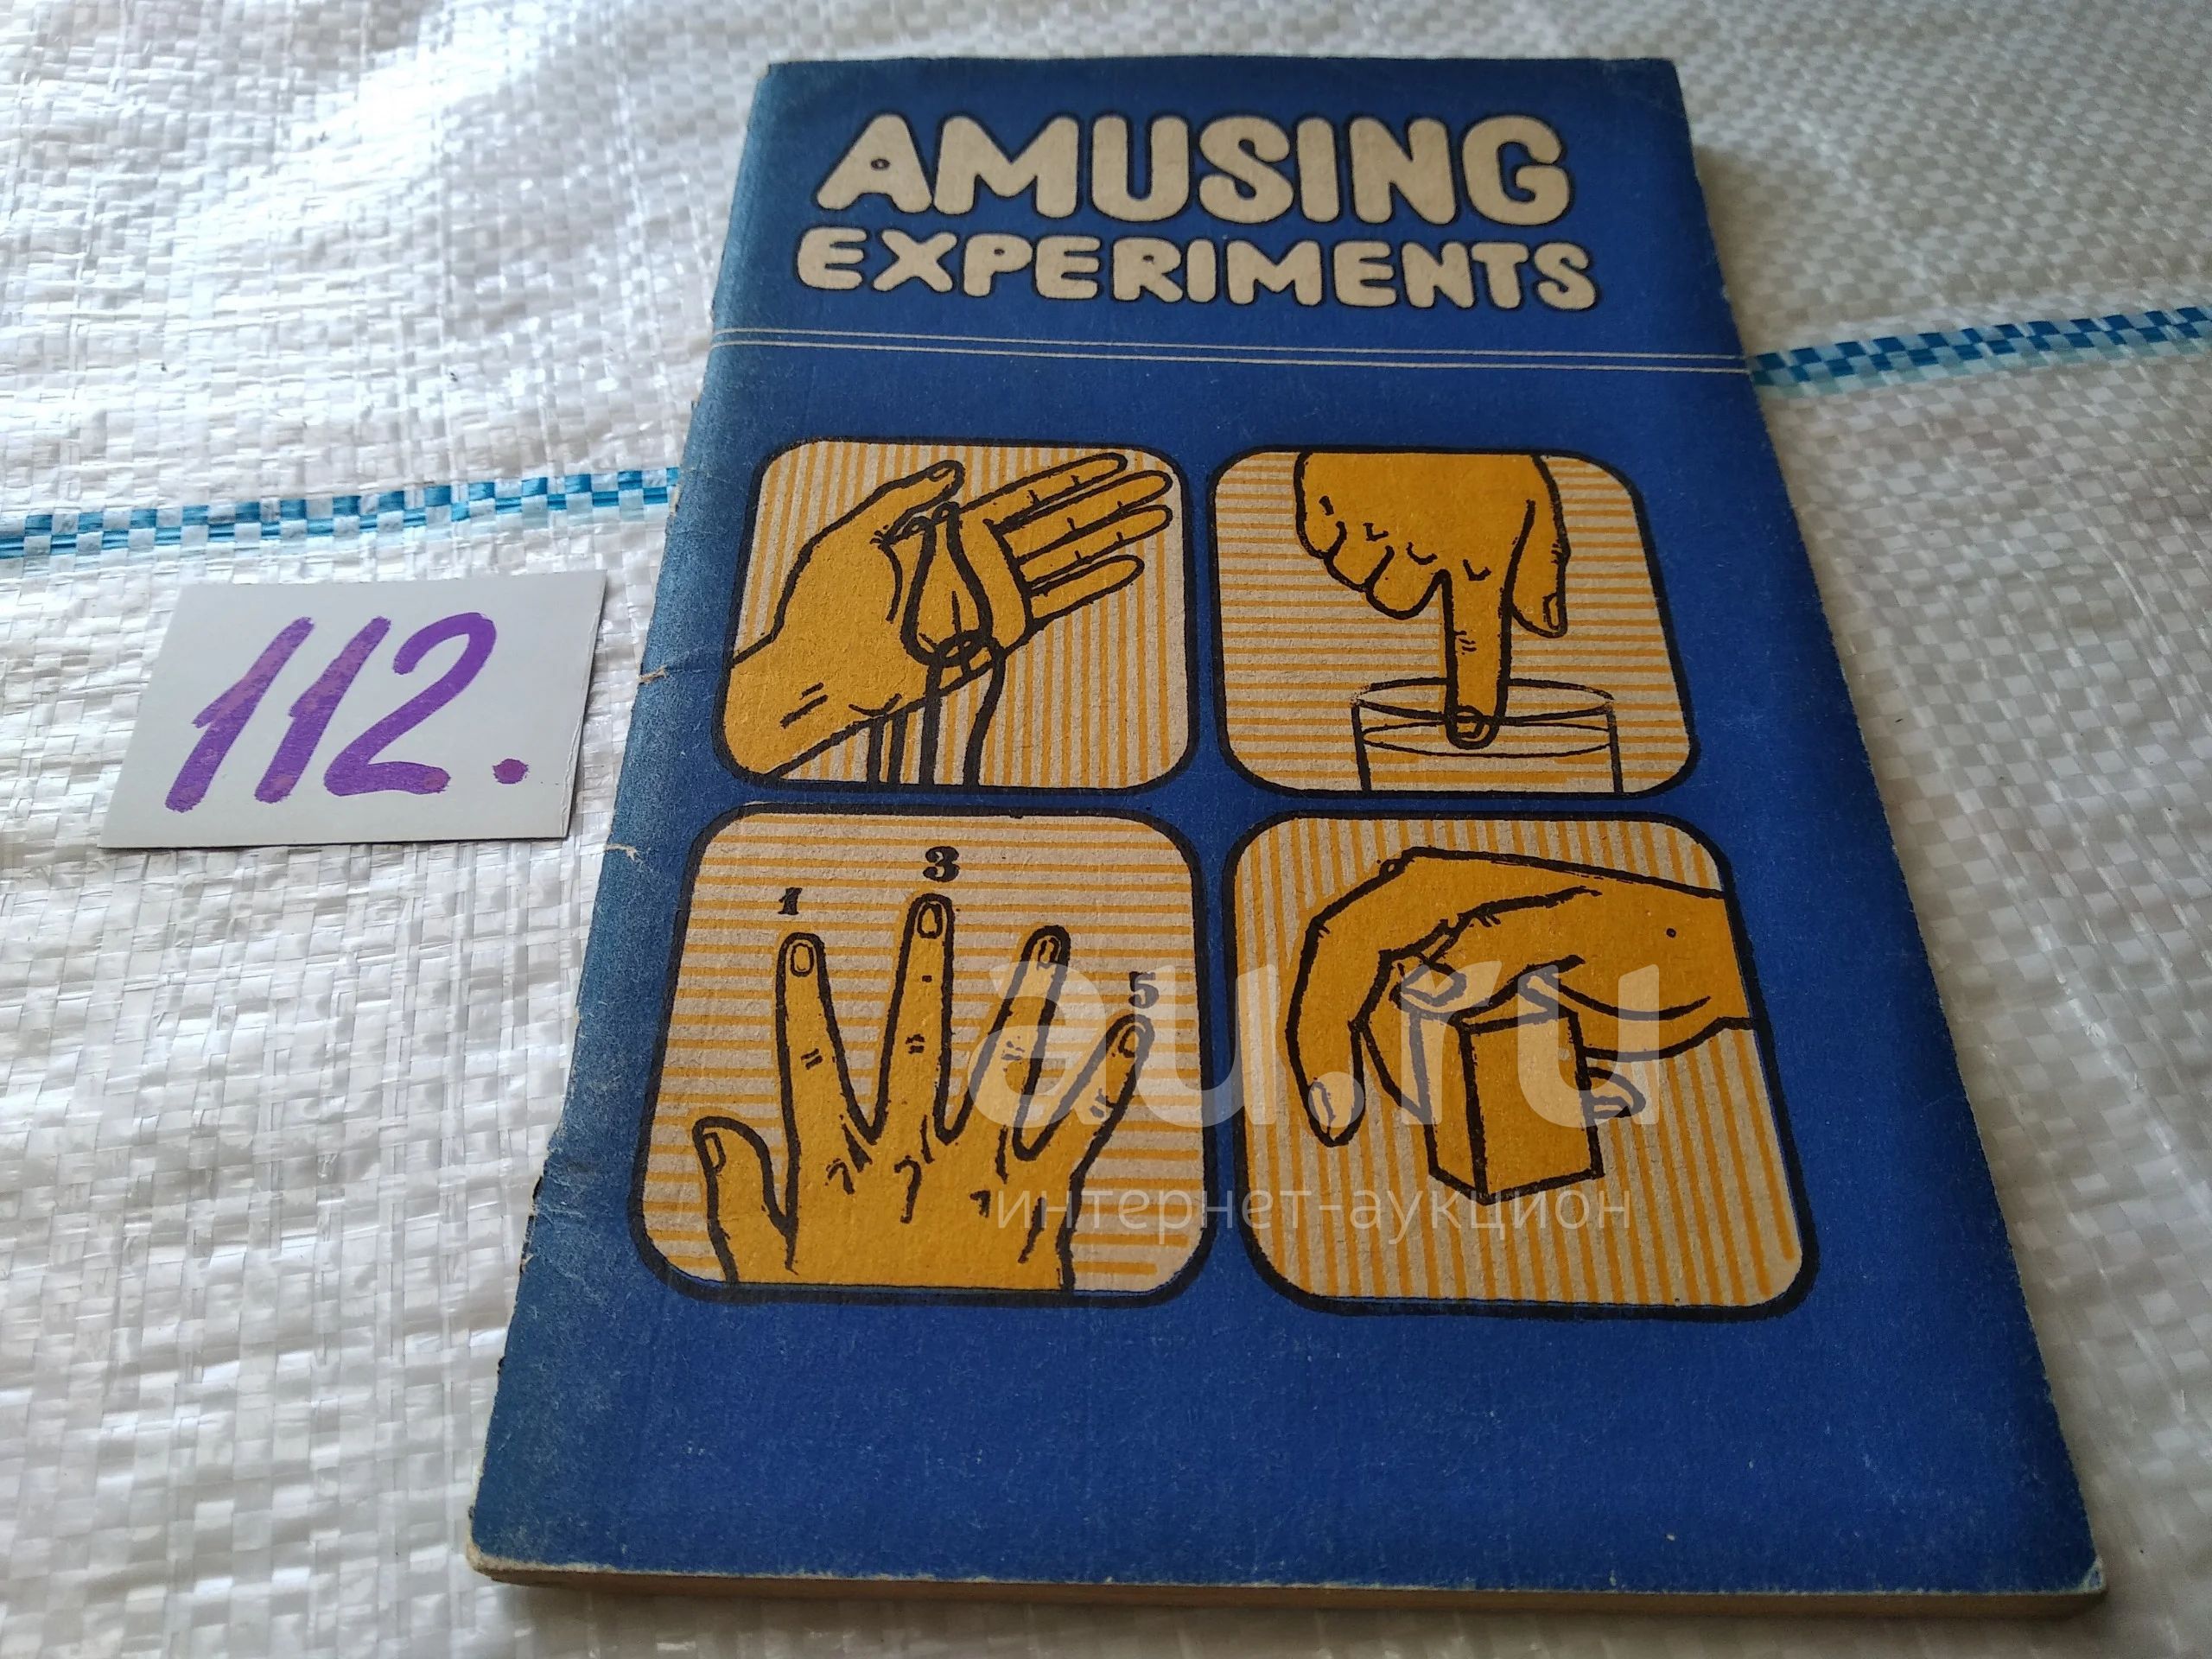 AMUSING
EXPERIMENTS
112.
1
3
5
au.ru
интернет-аукцион